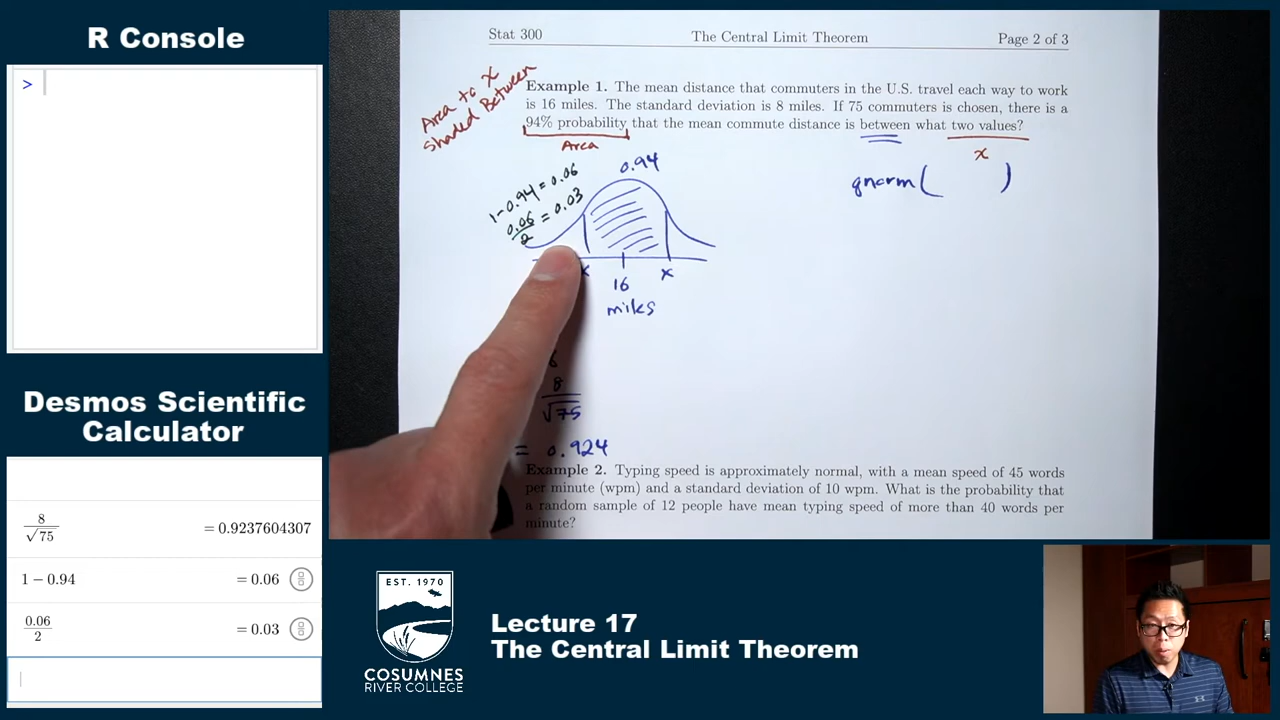 R Console
>
Desmos Scientific
Calculator
8
√75
= 0.9237604307
1 − 0.94
= 0.06
0.06
2
= 0.03
Stat 300
The Central Limit Theorem
Page 2 of 3
Area to x
shaded Between
Example 1. The mean distance that commuters in the U.S. travel each way to work
is 16 miles. The standard deviation is 8 miles. If 75 commuters is chosen, there is a
94% probability that the mean commute distance is between what two values?
Area
x
qnorm( )
1-0.94 = 0.06
0.06
2
= 0.03
0.94
x
16
x
miles
8
√75
= 0.924
Example 2. Typing speed is approximately normal, with a mean speed of 45 words
per minute (wpm) and a standard deviation of 10 wpm. What is the probability that
a random sample of 12 people have mean typing speed of more than 40 words per
minute?
EST. 1970
COSUMNES
RIVER COLLEGE
Lecture 17
The Central Limit Theorem